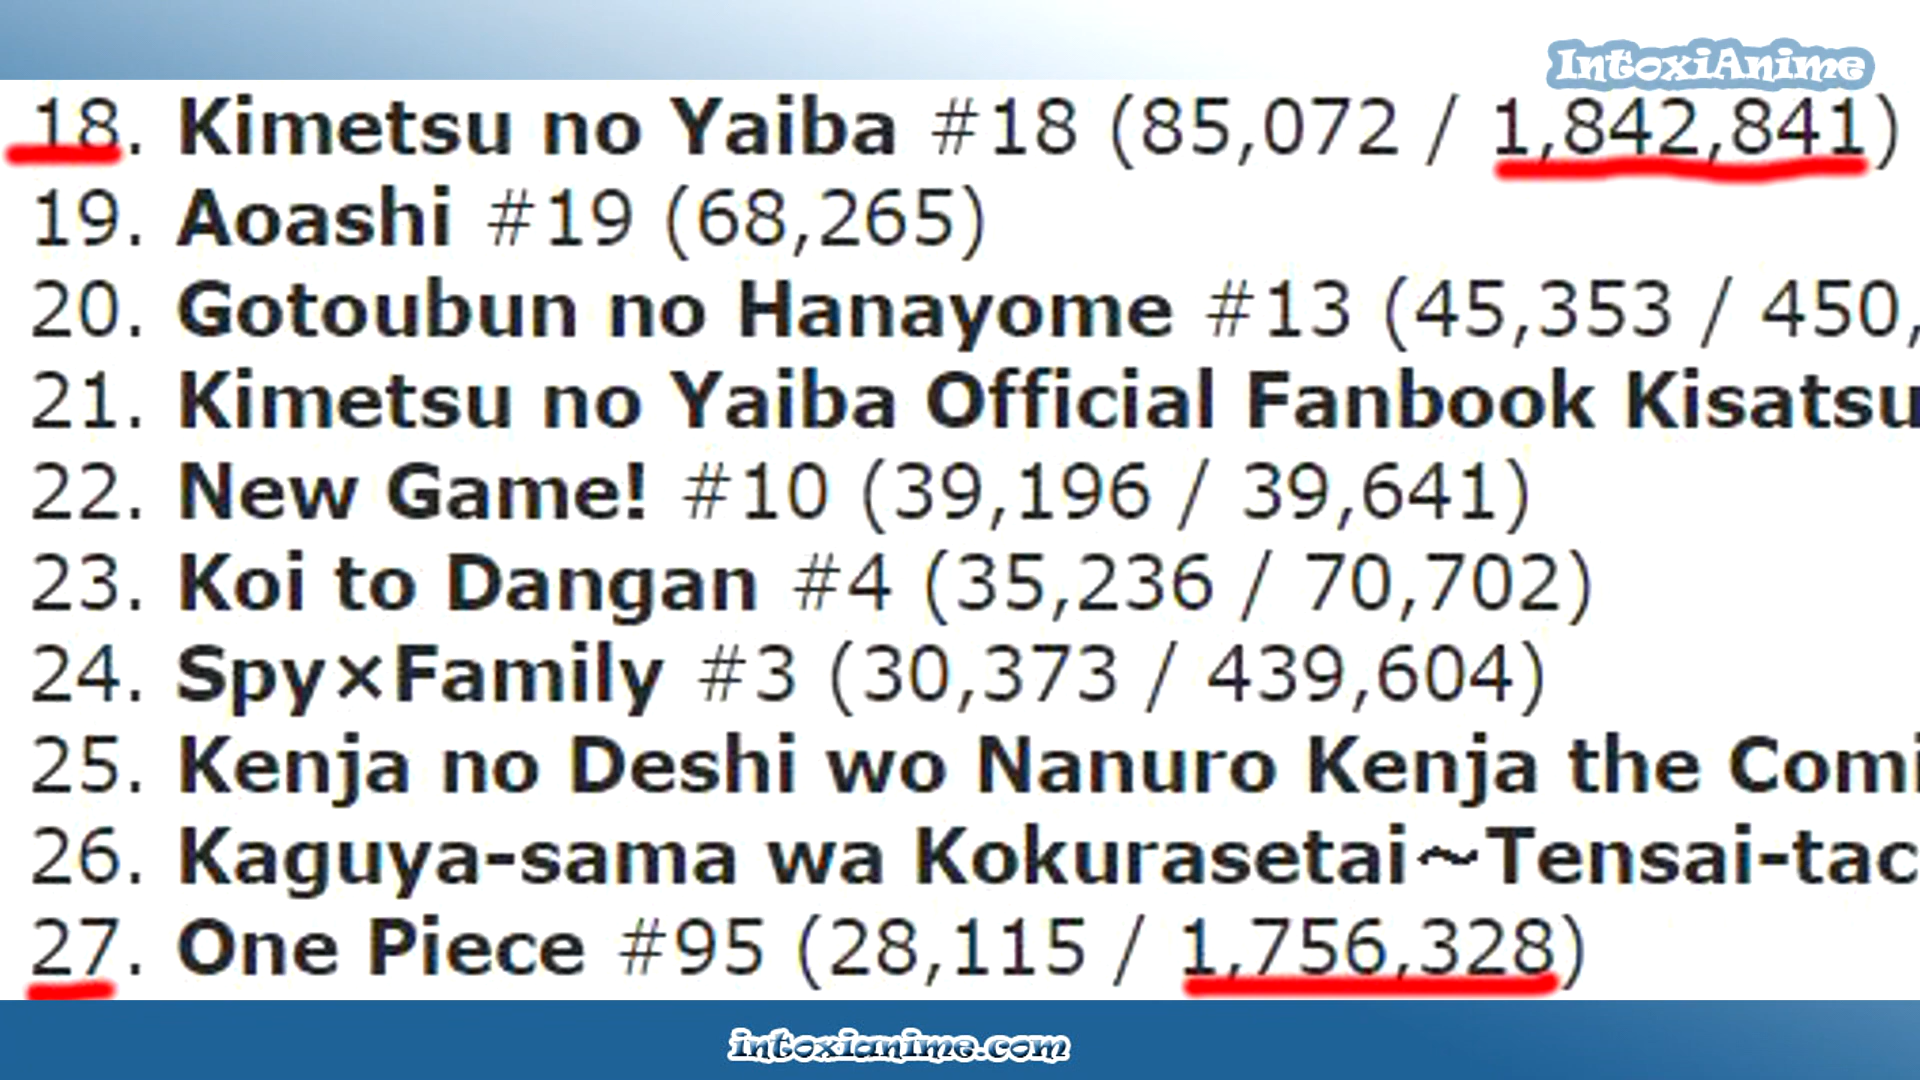 IntoxiAnime
18. Kimetsu no Yaiba #18 (85,072 / 1,842,841)
19. Aoashi #19 (68,265)
20. Gotoubun no Hanayome #13 (45,353 / 450,
21. Kimetsu no Yaiba Official Fanbook Kisatsu
22. New Game! #10 (39,196 / 39,641)
23. Koi to Dangan #4 (35,236 / 70,702)
24. Spy×Family #3 (30,373 / 439,604)
25. Kenja no Deshi wo Nanuro Kenja the Comi
26. Kaguya-sama wa Kokurasetai~Tensai-tac
27. One Piece #95 (28,115 / 1,756,328)
intoxianime.com